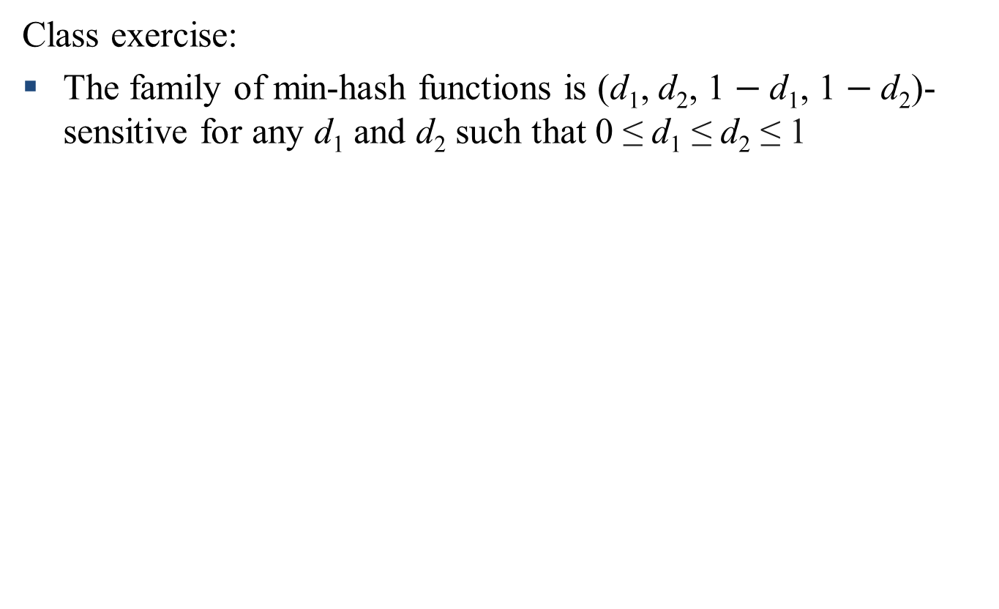 Class exercise:
▪ The family of min-hash functions is (d₁, d₂, 1 − d₁, 1 − d₂)-
sensitive for any d₁ and d₂ such that 0 ≤ d₁ ≤ d₂ ≤ 1